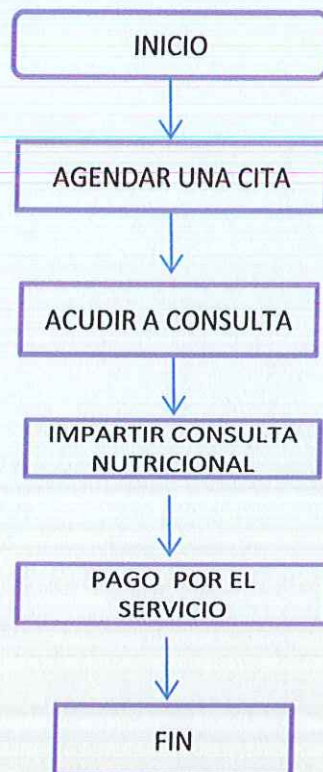 INICIO
AGENDAR UNA CITA
ACUDIR A CONSULTA
IMPARTIR CONSULTA
NUTRICIONAL
PAGO POR EL
SERVICIO
FIN